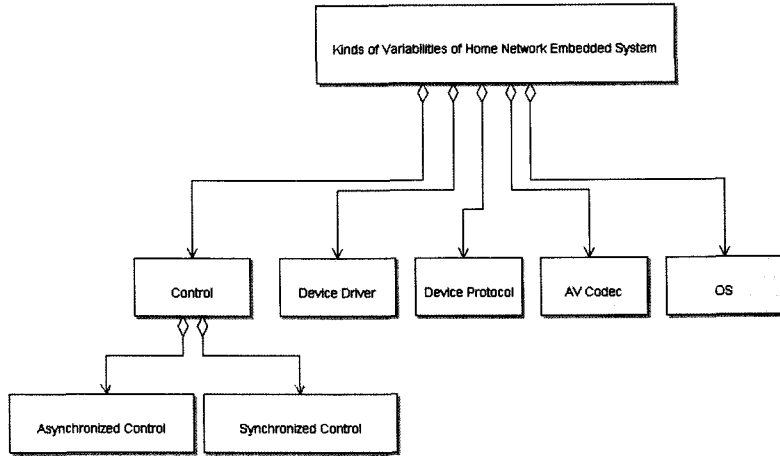 Kinds of Variabilities of Home Network Embedded System
Control
Device Driver
Device Protocol
AV Codec
OS
Asynchronized Control
Synchronized Control